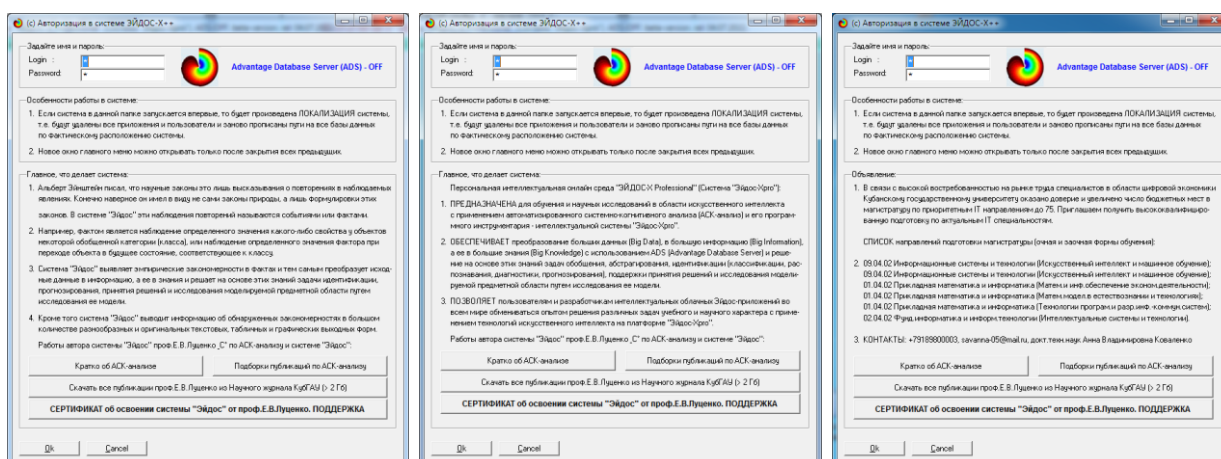 (c) Авторизация в системе ЭЙДОС-X++
Задайте имя и пароль:
Login :
*
Password:
*
Advantage Database Server (ADS) - OFF
Особенности работы в системе:
1. Если система в данной папке запускается впервые, то будет произведена ЛОКАЛИЗАЦИЯ системы,
т.е. будут удалены все приложения и пользователи и заново прописаны пути на все базы данных
по фактическому расположению системы.
2. Новое окно главного меню можно открывать только после закрытия всех предыдущих.
Главное, что делает система:
1. Альберт Эйнштейн писал, что научные законы это лишь высказывания о повторениях в наблюдаемых
явлениях. Конечно наверное он имел в виду не сами законы природы, а лишь формулировки этих
законов. В системе "Эйдос" эти наблюдения повторений называются событиями или фактами.
2. Например, фактом является наблюдение определенного значения какого-либо свойства у объектов
некоторой обобщенной категории (класса), или наблюдение определенного значения фактора при
переходе объекта в будущее состояние, соответствующее классу.
3. Система "Эйдос" выявляет эмпирические закономерности в фактах и тем самым преобразует исход-
ные данные в информацию, а ее в знания и решает на основе этих знаний задачи идентификации,
прогнозирования, принятия решений и исследования моделируемой предметной области путем
исследования ее модели.
4. Кроме того система "Эйдос" выводит информацию об обнаруженных закономерностях в большом
количестве разнообразных и оригинальных текстовых, табличных и графических выходных форм.
Работы автора системы "Эйдос" проф.Е.В.Луценко_С° по АСК-анализу и системе "Эйдос":
Кратко об АСК-анализе
Подборки публикаций по АСК-анализу
Скачать все публикации проф.Е.В.Луценко из Научного журнала КубГАУ (> 2 Гб)
СЕРТИФИКАТ об освоении системы "Эйдос" от проф.Е.В.Луценко. ПОДДЕРЖКА
Ok
Cancel
(c) Авторизация в системе ЭЙДОС-X++
Задайте имя и пароль:
Login :
*
Password:
*
Advantage Database Server (ADS) - OFF
Особенности работы в системе:
1. Если система в данной папке запускается впервые, то будет произведена ЛОКАЛИЗАЦИЯ системы,
т.е. будут удалены все приложения и пользователи и заново прописаны пути на все базы данных
по фактическому расположению системы.
2. Новое окно главного меню можно открывать только после закрытия всех предыдущих.
Главное, что делает система:
Персональная интеллектуальная онлайн среда "ЭЙДОС-X Professional" (Система "Эйдос-Xpro"):
1. ПРЕДНАЗНАЧЕНА для обучения и научных исследований в области искусственного интеллекта
с применением автоматизированного системно-когнитивного анализа (АСК-анализ) и его програм-
много инструментария - интеллектуальной системы "Эйдос-Xpro".
2. ОБЕСПЕЧИВАЕТ преобразование больших данных (Big Data), в большую информацию (Big Information),
а ее в большие знания (Big Knowledge) с использованием ADS (Advantage Database Server) и реше-
ние на основе этих знаний задач обобщения, абстрагирования, идентификации (классификации, рас-
познавания, диагностики, прогнозирования), поддержки принятия решений и исследования модели-
руемой предметной области путем исследования ее модели.
3. ПОЗВОЛЯЕТ пользователям и разработчикам интеллектуальных облачных Эйдос-приложений во
всем мире обмениваться опытом решения различных задач учебного и научного характера с приме-
нением технологий искусственного интеллекта на платформе "Эйдос-Xpro".
Работы автора системы "Эйдос" проф.Е.В.Луценко_С° по АСК-анализу и системе "Эйдос":
Кратко об АСК-анализе
Подборки публикаций по АСК-анализу
Скачать все публикации проф.Е.В.Луценко из Научного журнала КубГАУ (> 2 Гб)
СЕРТИФИКАТ об освоении системы "Эйдос" от проф.Е.В.Луценко. ПОДДЕРЖКА
Ok
Cancel
(c) Авторизация в системе ЭЙДОС-X++
Задайте имя и пароль:
Login :
*
Password:
*
Advantage Database Server (ADS) - OFF
Особенности работы в системе:
1. Если система в данной папке запускается впервые, то будет произведена ЛОКАЛИЗАЦИЯ системы,
т.е. будут удалены все приложения и пользователи и заново прописаны пути на все базы данных
по фактическому расположению системы.
2. Новое окно главного меню можно открывать только после закрытия всех предыдущих.
Объявление:
1. В связи с высокой востребованностью на рынке труда специалистов в области цифровой экономики
Кубанскому государственному университету оказано доверие и увеличено число бюджетных мест в
магистратуру по приоритетным IT направлениям до 75. Приглашаем получить высококвалифициро-
ванную подготовку по актуальным IT специальностям.
СПИСОК направлений подготовки магистратуры (очная и заочная формы обучения):
2. 09.04.02 Информационные системы и технологии (Искусственный интеллект и машинное обучение);
09.04.02 Информационные системы и технологии (Искусственный интеллект и машинное обучение);
01.04.02 Прикладная математика и информатика (Матем.и инф.обеспечение эконом.деятельности);
01.04.02 Прикладная математика и информатика (Матем.модел.в естествознании и технологиях);
01.04.02 Прикладная математика и информатика (Технологии програм.и разр.инф.-коммун.систем);
02.04.02 Фунд.информатика и информ.технологии (Интеллектуальные системы и технологии).
3. КОНТАКТЫ: +79189800003, savanna-05@mail.ru, докт.техн.наук Анна Владимировна Коваленко
Кратко об АСК-анализе
Подборки публикаций по АСК-анализу
Скачать все публикации проф.Е.В.Луценко из Научного журнала КубГАУ (> 2 Гб)
СЕРТИФИКАТ об освоении системы "Эйдос" от проф.Е.В.Луценко. ПОДДЕРЖКА
Ok
Cancel